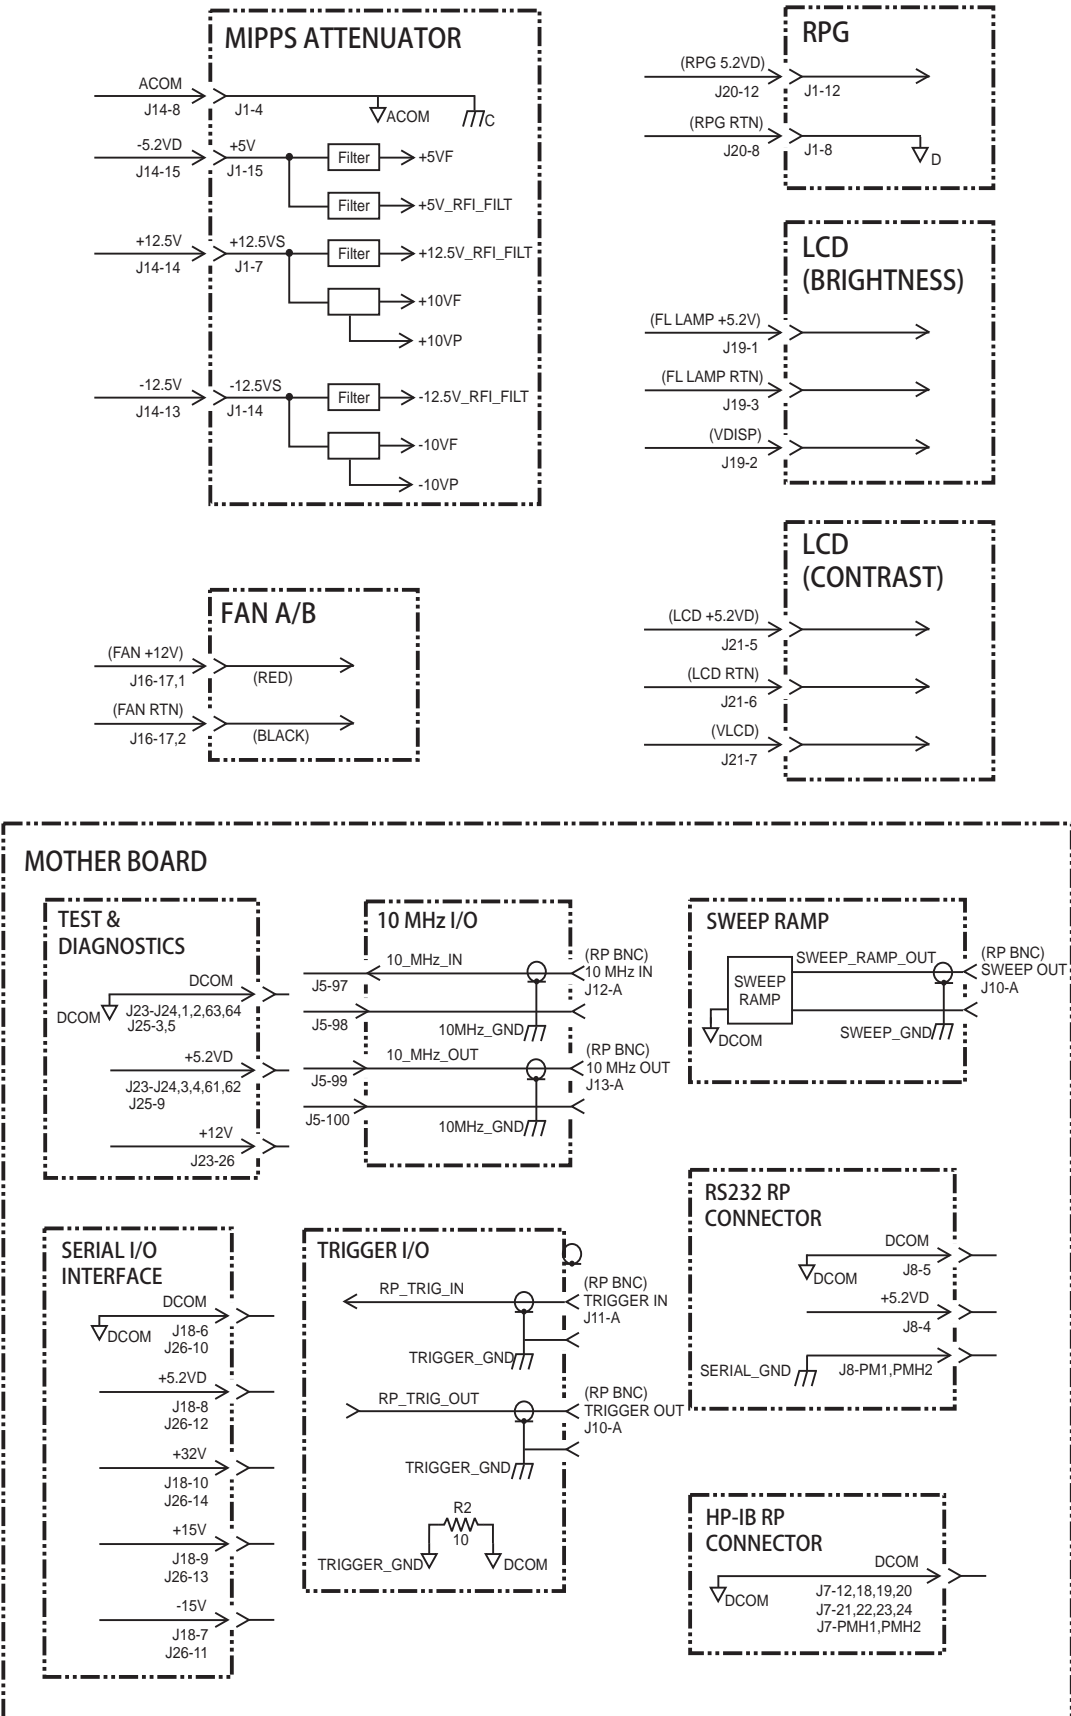 MIPPS ATTENUATOR
ACOM
J14-8
J1-4
ACOM
C
-5.2VD
J14-15
+5V
J1-15
Filter
+5VF
Filter
+5V_RFI_FILT
+12.5V
J14-14
+12.5VS
J1-7
Filter
+12.5V_RFI_FILT
+10VF
+10VP
-12.5V
J14-13
-12.5VS
J1-14
Filter
-12.5V_RFI_FILT
-10VF
-10VP
RPG
(RPG 5.2VD)
J20-12
J1-12
(RPG RTN)
J20-8
J1-8
D
LCD
(BRIGHTNESS)
(FL LAMP +5.2V)
J19-1
(FL LAMP RTN)
J19-3
(VDISP)
J19-2
LCD
(CONTRAST)
(LCD +5.2VD)
J21-5
(LCD RTN)
J21-6
(VLCD)
J21-7
FAN A/B
(FAN +12V)
J16-17,1
(RED)
(FAN RTN)
J16-17,2
(BLACK)
MOTHER BOARD
TEST &
DIAGNOSTICS
DCOM
DCOM
J23-J24,1,2,63,64
J25-3,5
+5.2VD
J23-J24,3,4,61,62
J25-9
+12V
J23-26
10 MHz I/O
10_MHz_IN
J5-97
(RP BNC)
10 MHz IN
J12-A
J5-98
10MHz_GND
10_MHz_OUT
J5-99
(RP BNC)
10 MHz OUT
J13-A
J5-100
10MHz_GND
SWEEP RAMP
SWEEP
RAMP
SWEEP_RAMP_OUT
(RP BNC)
SWEEP OUT
J10-A
DCOM
SWEEP_GND
SERIAL I/O
INTERFACE
DCOM
DCOM
J18-6
J26-10
+5.2VD
J18-8
J26-12
+32V
J18-10
J26-14
+15V
J18-9
J26-13
-15V
J18-7
J26-11
TRIGGER I/O
RP_TRIG_IN
(RP BNC)
TRIGGER IN
J11-A
TRIGGER_GND
RP_TRIG_OUT
(RP BNC)
TRIGGER OUT
J10-A
TRIGGER_GND
R2
10
TRIGGER_GND
DCOM
RS232 RP
CONNECTOR
DCOM
DCOM
J8-5
+5.2VD
J8-4
SERIAL_GND
J8-PM1,PMH2
HP-IB RP
CONNECTOR
DCOM
DCOM
J7-12,18,19,20
J7-21,22,23,24
J7-PMH1,PMH2